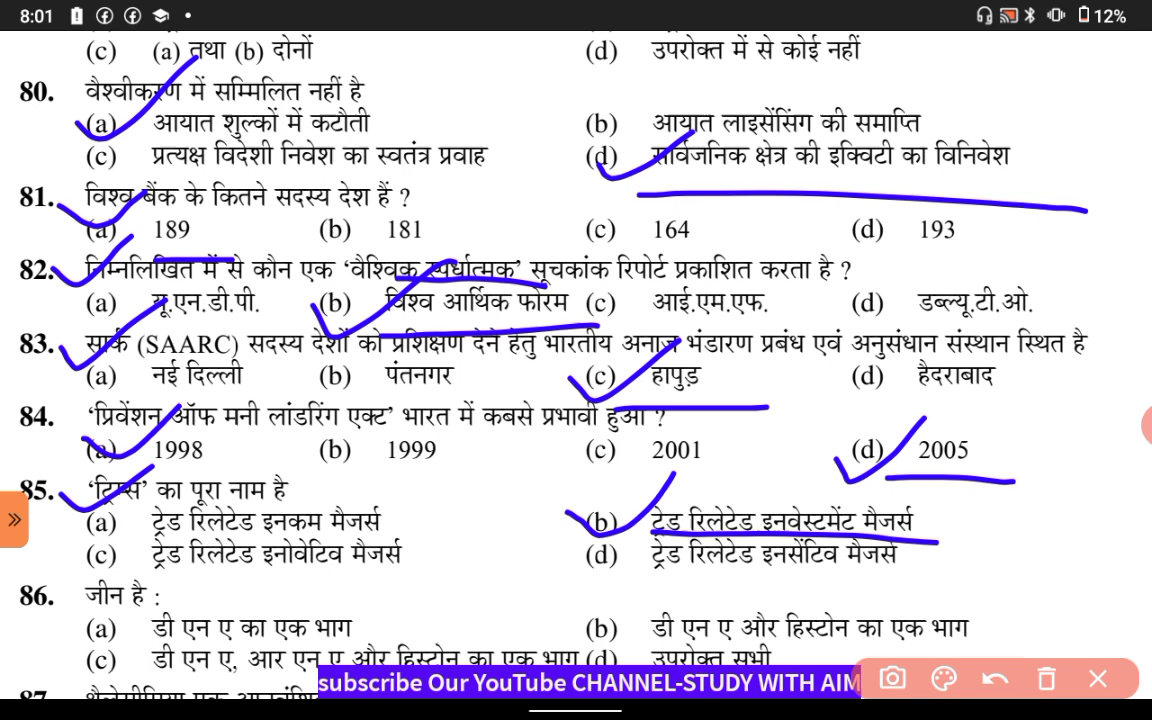 8:01
12%
(c) (a) तथा (b) दोनों (d) उपरोक्त में से कोई नहीं
80. वैश्वीकरण में सम्मिलित नहीं है
(a) आयात शुल्कों में कटौती (b) आयात लाइसेंसिंग की समाप्ति
(c) प्रत्यक्ष विदेशी निवेश का स्वतंत्र प्रवाह (d) सार्वजनिक क्षेत्र की इक्विटी का विनिवेश
81. विश्व बैंक के कितने सदस्य देश हैं ?
(a) 189 (b) 181 (c) 164 (d) 193
82. निम्नलिखित में से कौन एक ‘वैश्विक स्पर्धात्मक’ सूचकांक रिपोर्ट प्रकाशित करता है ?
(a) यू.एन.डी.पी. (b) विश्व आर्थिक फोरम (c) आई.एम.एफ. (d) डब्ल्यू.टी.ओ.
83. सार्क (SAARC) सदस्य देशों को प्रशिक्षण देने हेतु भारतीय अनाज भंडारण प्रबंध एवं अनुसंधान संस्थान स्थित है
(a) नई दिल्ली (b) पंतनगर (c) हापुड़ (d) हैदराबाद
84. ‘प्रिवेंशन ऑफ मनी लांडरिंग एक्ट’ भारत में कबसे प्रभावी हुआ ?
(a) 1998 (b) 1999 (c) 2001 (d) 2005
85. ‘ट्रिम्स’ का पूरा नाम है
(a) ट्रेड रिलेटेड इनकम मैजर्स (b) ट्रेड रिलेटेड इनवेस्टमेंट मैजर्स
(c) ट्रेड रिलेटेड इनोवेटिव मैजर्स (d) ट्रेड रिलेटेड इनसेंटिव मैजर्स
86. जीन है :
(a) डी एन ए का एक भाग (b) डी एन ए और हिस्टोन का एक भाग
(c) डी एन ए, आर एन ए और हिस्टोन का एक भाग (d) उपरोक्त सभी
subscribe Our YouTube CHANNEL-STUDY WITH AIM